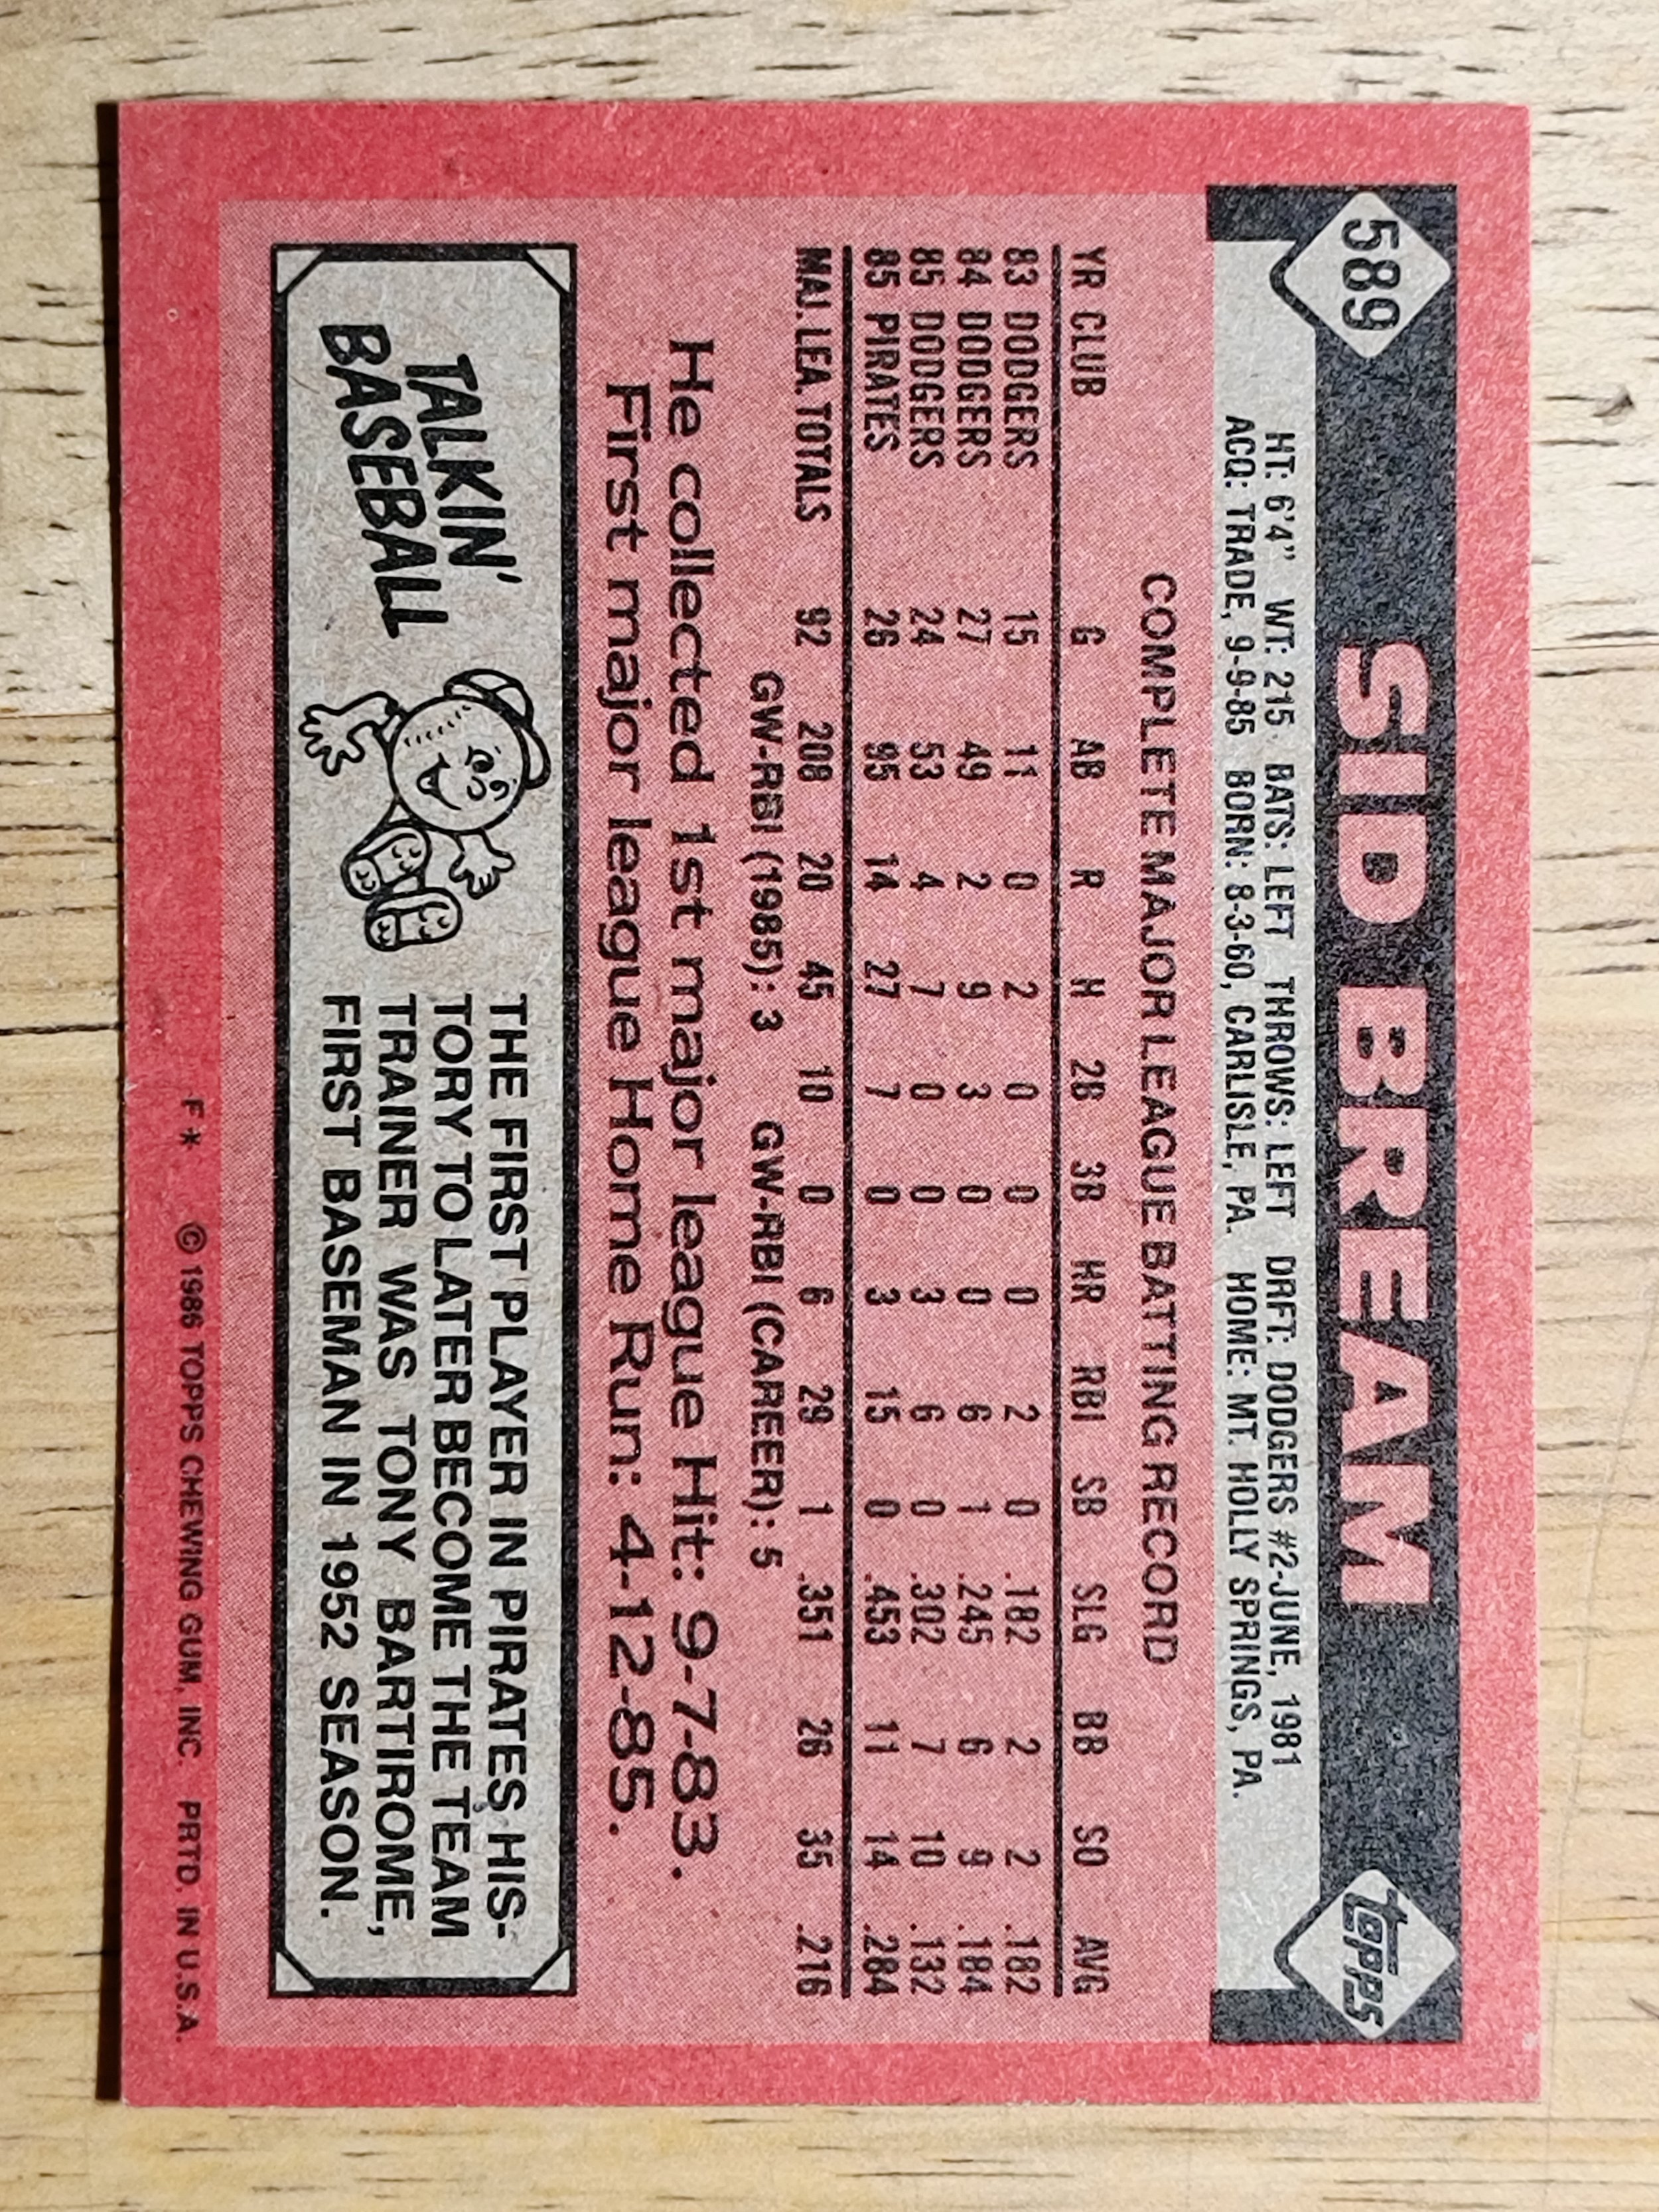 589
SID BREAM
topps
HT: 6'4" WT: 215 BATS: LEFT THROWS: LEFT DRFT: DODGERS #2-JUNE, 1981
ACQ: TRADE, 9-9-85 BORN: 8-3-60, CARLISLE, PA. HOME: MT. HOLLY SPRINGS, PA.
COMPLETE MAJOR LEAGUE BATTING RECORD
YR CLUB G AB R H 2B 3B HR RBI SB SLG BB SO AVG
83 DODGERS 15 11 0 2 0 0 0 2 0 .182 2 2 .182
84 DODGERS 27 49 2 9 3 0 0 6 1 .245 6 9 .184
85 DODGERS 24 53 4 7 0 0 3 6 0 .302 7 10 .132
85 PIRATES 26 95 14 27 7 0 3 15 0 .453 11 14 .284
MAJ. LEA. TOTALS 92 208 20 45 10 0 6 29 1 .351 26 35 .216
GW-RBI (1985): 3 GW-RBI (CAREER): 5
He collected 1st major league Hit: 9-7-83.
First major league Home Run: 4-12-85.
TALKIN'
BASEBALL
THE FIRST PLAYER IN PIRATES HIS-
TORY TO LATER BECOME THE TEAM
TRAINER WAS TONY BARTIROME,
FIRST BASEMAN IN 1952 SEASON.
F* © 1986 TOPPS CHEWING GUM, INC. PRTD. IN U.S.A.